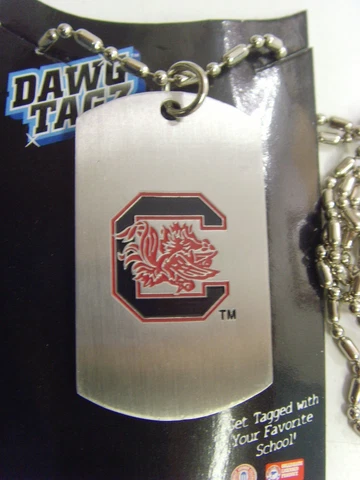 DAWG
TAGZ
C
TM
Get Tagged with
Your Favorite
School!